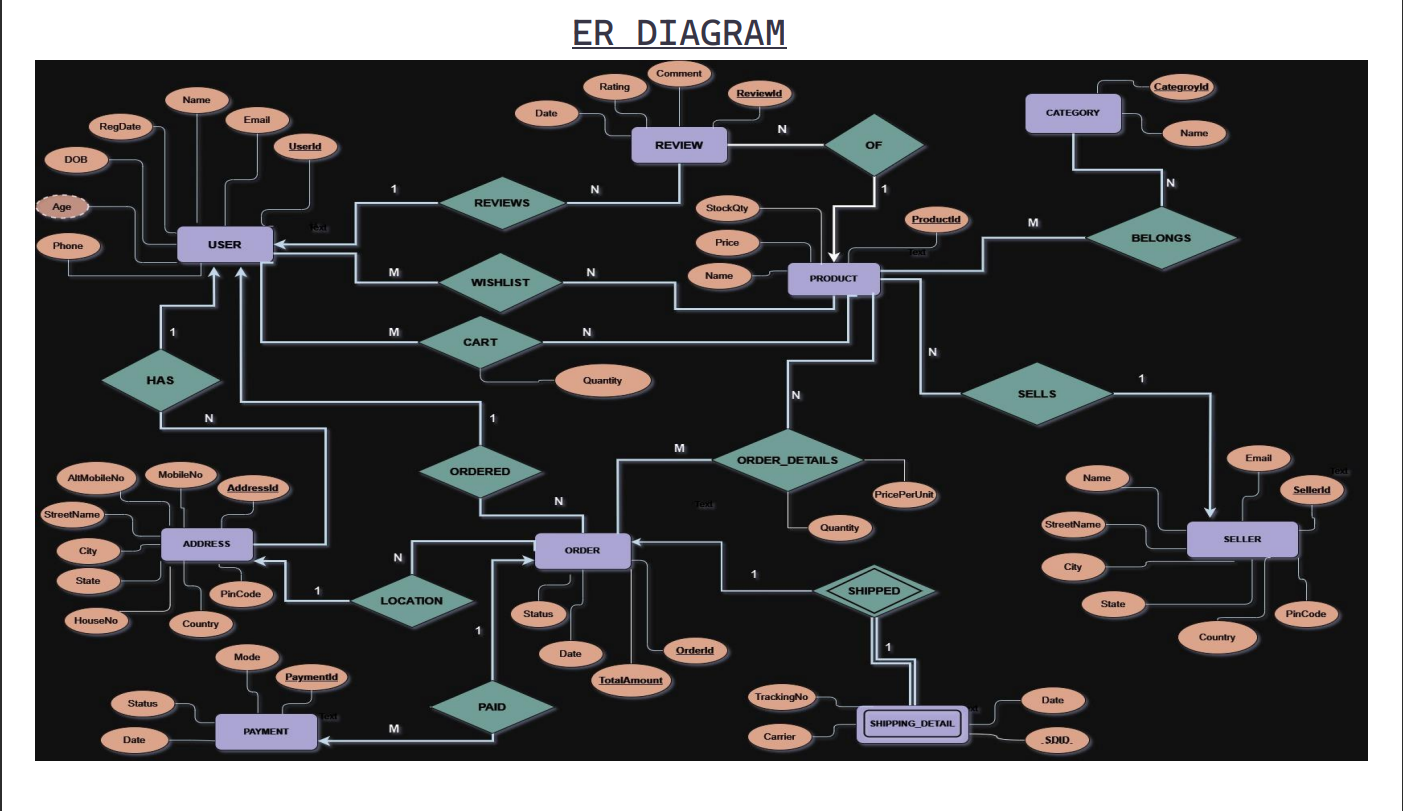 ER DIAGRAM
Name
RegDate
Email
UserId
DOB
Age
Phone
USER
Text
Date
Rating
Comment
ReviewId
REVIEW
N
OF
1
CategroyId
CATEGORY
Name
N
BELONGS
M
1
REVIEWS
N
StockQty
Price
Name
ProductId
Text
PRODUCT
M
WISHLIST
N
M
CART
N
Quantity
1
HAS
N
1
ORDERED
N
N
SELLS
1
N
M
ORDER_DETAILS
PricePerUnit
Quantity
Text
Name
Email
Text
SellerId
StreetName
SELLER
City
State
Country
PinCode
AltMobileNo
MobileNo
AddressId
StreetName
ADDRESS
City
State
HouseNo
Country
PinCode
N
1
LOCATION
ORDER
Status
Date
TotalAmount
OrderId
1
SHIPPED
1
1
PAID
M
Mode
PaymentId
Status
Text
PAYMENT
Date
TrackingNo
Carrier
SHIPPING_DETAIL
Date
SDID